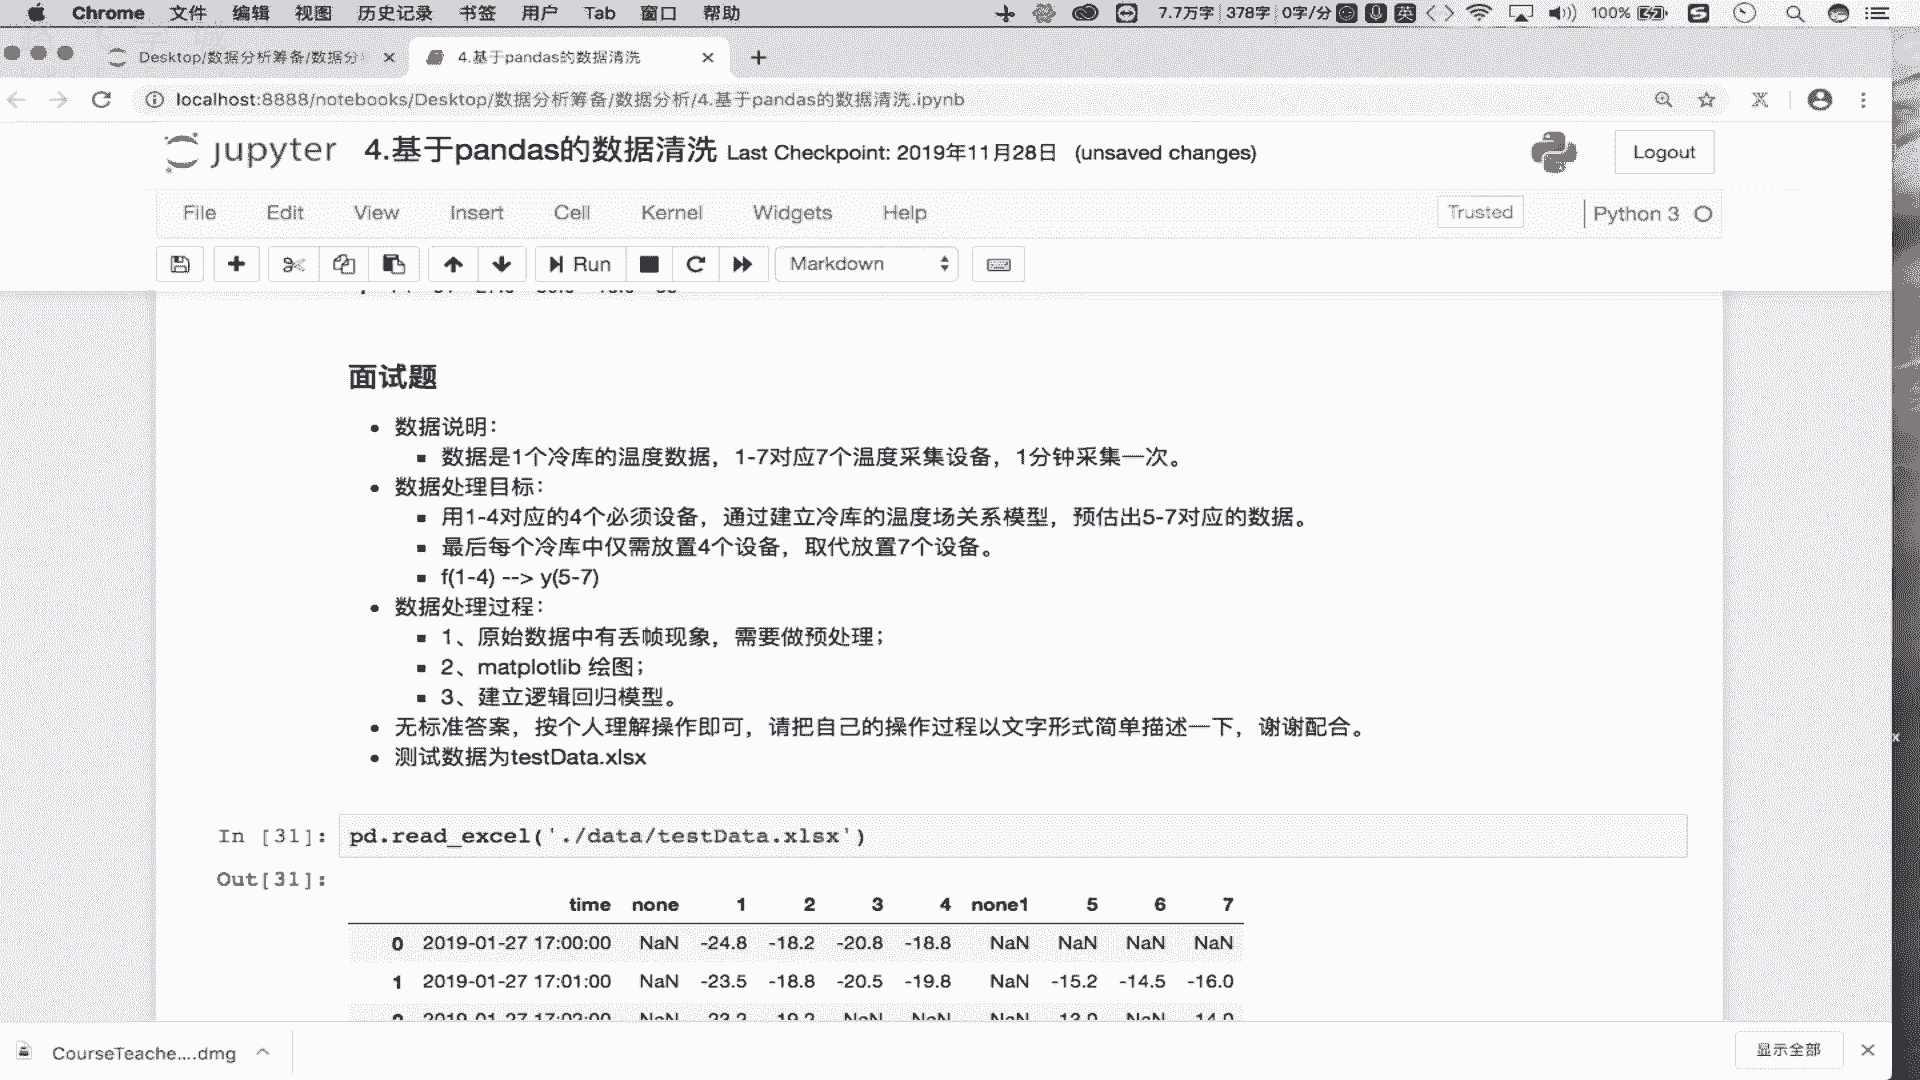 Chrome 文件 编辑 视图 历史记录 书签 用户 Tab 窗口 帮助 7.7万字 378字 0字/分 英 100%
Desktop/数据分析筹备/数据分 4.基于pandas的数据清洗
localhost:8888/notebooks/Desktop/数据分析筹备/数据分析/4.基于pandas的数据清洗.ipynb
jupyter 4.基于pandas的数据清洗 Last Checkpoint: 2019年11月28日 (unsaved changes) Logout
File Edit View Insert Cell Kernel Widgets Help Trusted Python 3
Run Markdown
面试题
数据说明:
数据是1个冷库的温度数据，1-7对应7个温度采集设备，1分钟采集一次。
数据处理目标:
用1-4对应的4个必须设备，通过建立冷库的温度场关系模型，预估出5-7对应的数据。
最后每个冷库中仅需放置4个设备，取代放置7个设备。
f(1-4) --> y(5-7)
数据处理过程:
1、原始数据中有丢帧现象，需要做预处理;
2、matplotlib 绘图;
3、建立逻辑回归模型。
无标准答案，按个人理解操作即可，请把自己的操作过程以文字形式简单描述一下，谢谢配合。
测试数据为testData.xlsx
In [31]: pd.read_excel('./data/testData.xlsx')
Out[31]:
time none 1 2 3 4 none1 5 6 7
0 2019-01-27 17:00:00 NaN -24.8 -18.2 -20.8 -18.8 NaN NaN NaN NaN
1 2019-01-27 17:01:00 NaN -23.5 -18.8 -20.5 -19.8 NaN -15.2 -14.5 -16.0
CourseTeache....dmg 显示全部